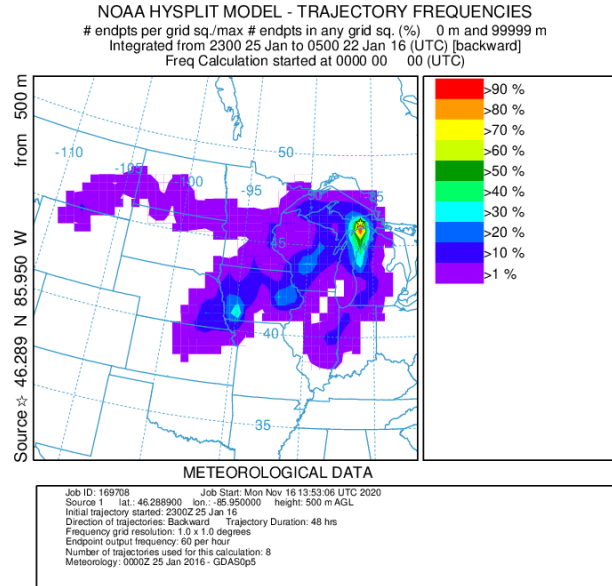 NOAA HYSPLIT MODEL - TRAJECTORY FREQUENCIES
# endpts per grid sq./max # endpts in any grid sq. (%) 0 m and 99999 m
Integrated from 2300 25 Jan to 0500 22 Jan 16 (UTC) [backward]
Freq Calculation started at 0000 00 00 (UTC)
Source ☆ 46.289 N 85.950 W from 500 m
-110
-105
-100
-95
50
-85
45
40
35
>90 %
>80 %
>70 %
>60 %
>50 %
>40 %
>30 %
>20 %
>10 %
>1 %
METEOROLOGICAL DATA
Job ID: 169708 Job Start: Mon Nov 16 13:53:06 UTC 2020
Source 1 lat.: 46.288900 lon.: -85.950000 height: 500 m AGL
Initial trajectory started: 2300Z 25 Jan 16
Direction of trajectories: Backward Trajectory Duration: 48 hrs
Frequency grid resolution: 1.0 x 1.0 degrees
Endpoint output frequency: 60 per hour
Number of trajectories used for this calculation: 8
Meteorology: 0000Z 25 Jan 2016 - GDAS0p5